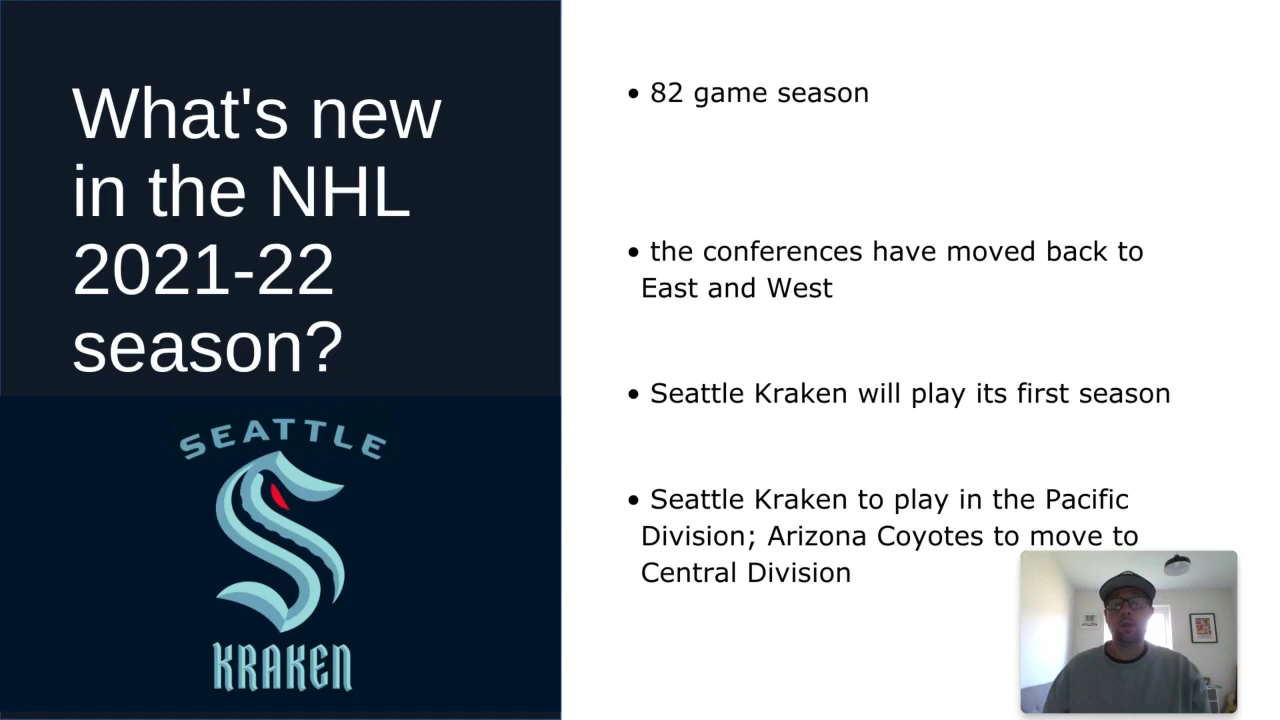 What's new
in the NHL
2021-22
season?
SEATTLE
KRAKEN
• 82 game season
• the conferences have moved back to
East and West
• Seattle Kraken will play its first season
• Seattle Kraken to play in the Pacific
Division; Arizona Coyotes to move to
Central Division